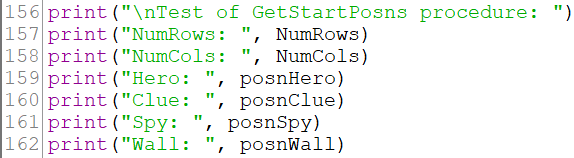 156 print("\nTest of GetStartPosns procedure: ")
157 print("NumRows: ", NumRows)
158 print("NumCols: ", NumCols)
159 print("Hero: ", posnHero)
160 print("Clue: ", posnClue)
161 print("Spy: ", posnSpy)
162 print("Wall: ", posnWall)